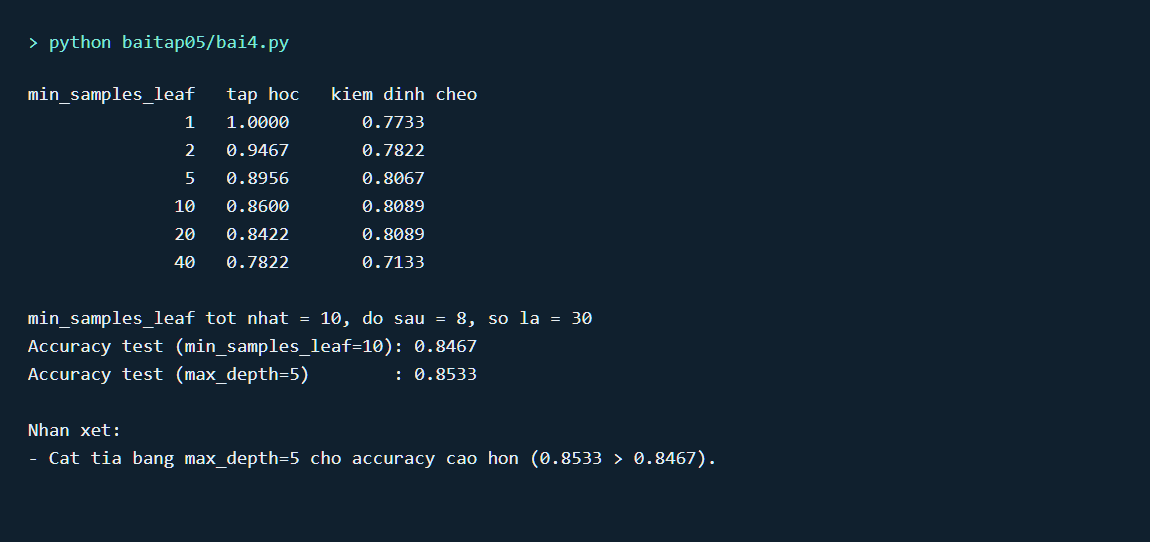 > python baitap05/bai4.py
min_samples_leaf   tap hoc   kiem dinh cheo
               1   1.0000       0.7733
               2   0.9467       0.7822
               5   0.8956       0.8067
              10   0.8600       0.8089
              20   0.8422       0.8089
              40   0.7822       0.7133
min_samples_leaf tot nhat = 10, do sau = 8, so la = 30
Accuracy test (min_samples_leaf=10): 0.8467
Accuracy test (max_depth=5)        : 0.8533
Nhan xet:
- Cat tia bang max_depth=5 cho accuracy cao hon (0.8533 > 0.8467).